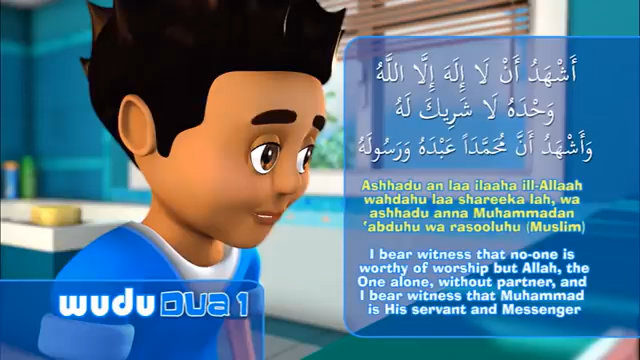 أَشْهَدُ أَنْ لَا إِلَهَ إِلَّا اللَّهُ
وَحْدَهُ لَا شَرِيكَ لَهُ
وَأَشْهَدُ أَنَّ مُحَمَّدَاً عَبْدُهُ وَرَسُولُهُ
Ashhadu an laa ilaaha ill-Allaah
wahdahu laa shareeka lah, wa
ashhadu anna Muhammadan
'abduhu wa rasooluhu (Muslim)
I bear witness that no-one is
worthy of worship but Allah, the
One alone, without partner, and
I bear witness that Muhammad
is His servant and Messenger
wudu Dua 1